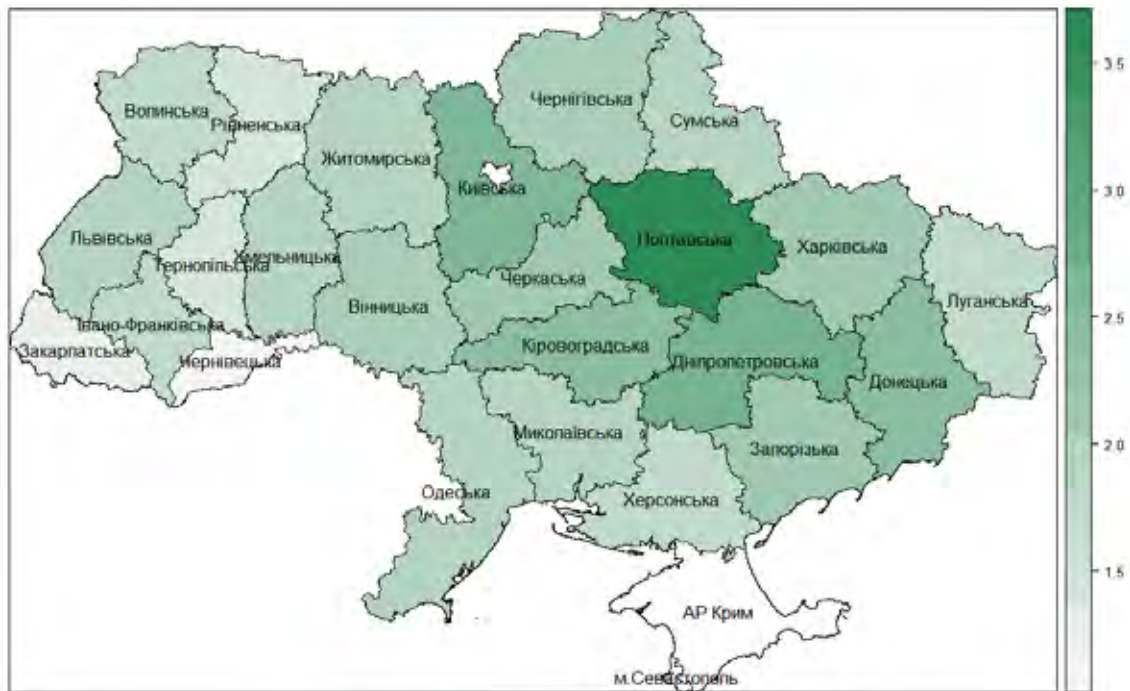 Чернігівська
Волинська
Рівненська
Сумська
Житомирська
Київська
Львівська
Тернопільська
Хмельницька
Полтавська
Харківська
Черкаська
Вінницька
Луганська
Івано-Франківська
Закарпатська
Чернівецька
Кіровоградська
Дніпропетровська
Донецька
Миколаївська
Запорізька
Одеська
Херсонська
АР Крим
м.Севастополь
3.5
3.0
2.5
2.0
1.5